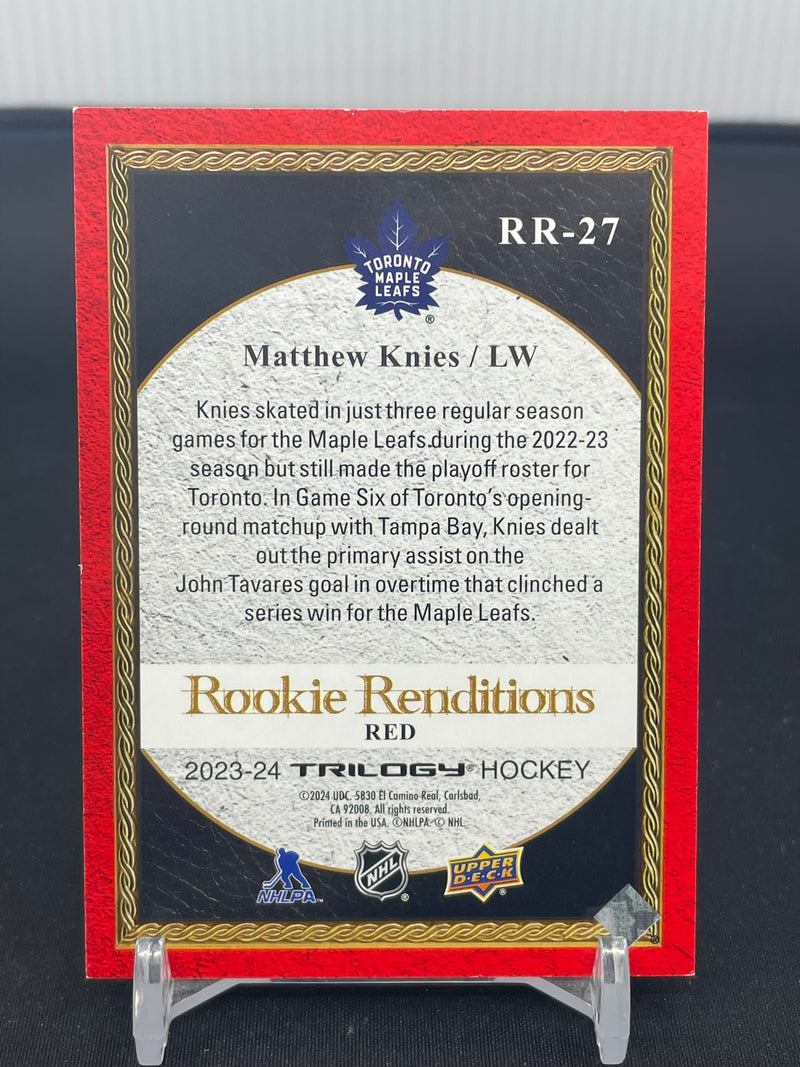 RR-27
TORONTO
MAPLE
LEAFS
®
Matthew Knies / LW
Knies skated in just three regular season
games for the Maple Leafs during the 2022-23
season but still made the playoff roster for
Toronto. In Game Six of Toronto's opening-
round matchup with Tampa Bay, Knies dealt
out the primary assist on the
John Tavares goal in overtime that clinched a
series win for the Maple Leafs.
Rookie Renditions
RED
2023-24 TRILOGY® HOCKEY
©2024 UDC, 5830 El Camino Real, Carlsbad,
CA 92008. All rights reserved.
Printed in the USA. ©NHLPA. © NHL
NHLPA™
NHL®
UPPER
D·E·C·K
®